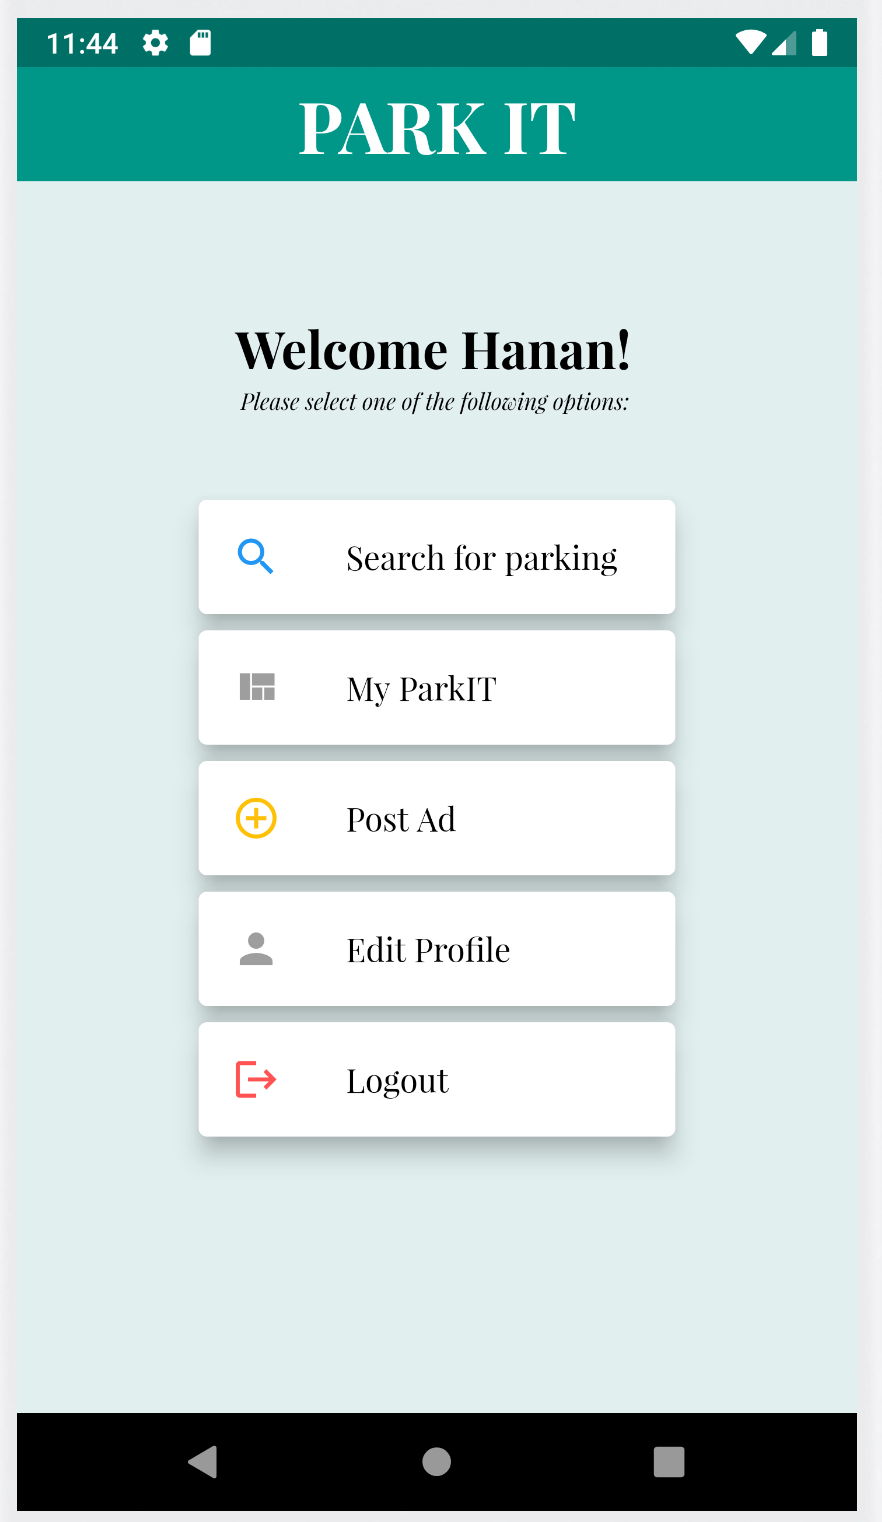 11:44
PARK IT
Welcome Hanan!
Please select one of the following options:
Search for parking
My ParkIT
Post Ad
Edit Profile
Logout